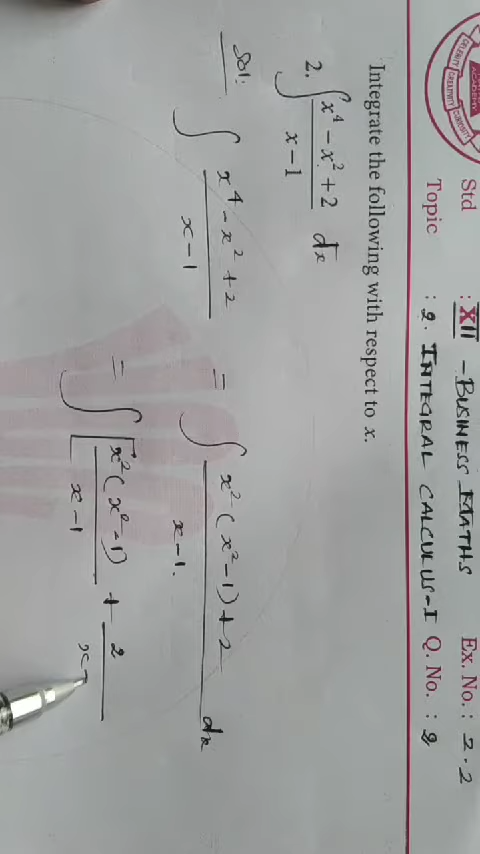 Std : XII - BUSINESS MATHS Ex. No.: 2.2
Topic : 2. INTEGRAL CALCULUS-I Q. No. : 2
Integrate the following with respect to x.
2. ∫ (x⁴ − x² + 2)/(x − 1) dx
Sol: ∫ (x⁴ - x² + 2)/(x - 1) = ∫ (x² (x² - 1) + 2)/(x - 1.) dx
= ∫ [x² (x² - 1)/(x - 1) + 2/(x -